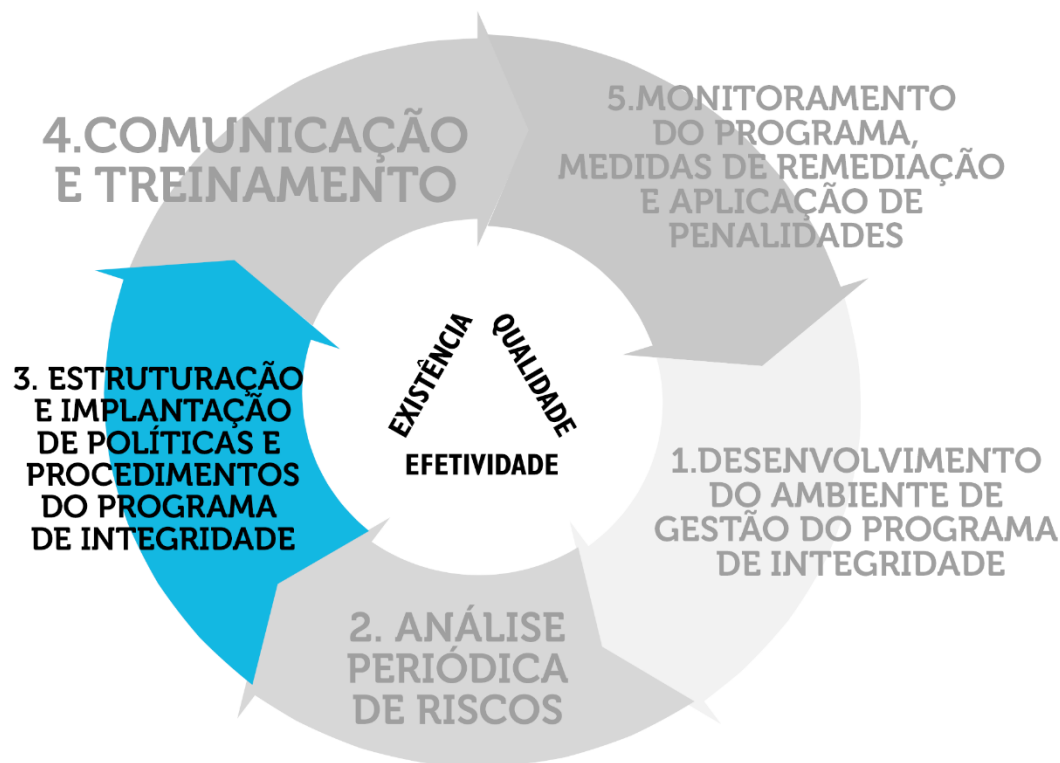 4.COMUNICAÇÃO
E TREINAMENTO
5.MONITORAMENTO
DO PROGRAMA,
MEDIDAS DE REMEDIAÇÃO
E APLICAÇÃO DE
PENALIDADES
EXISTÊNCIA
QUALIDADE
EFETIVIDADE
3. ESTRUTURAÇÃO
E IMPLANTAÇÃO
DE POLÍTICAS E
PROCEDIMENTOS
DO PROGRAMA
DE INTEGRIDADE
1.DESENVOLVIMENTO
DO AMBIENTE DE
GESTÃO DO PROGRAMA
DE INTEGRIDADE
2. ANÁLISE
PERIÓDICA
DE RISCOS